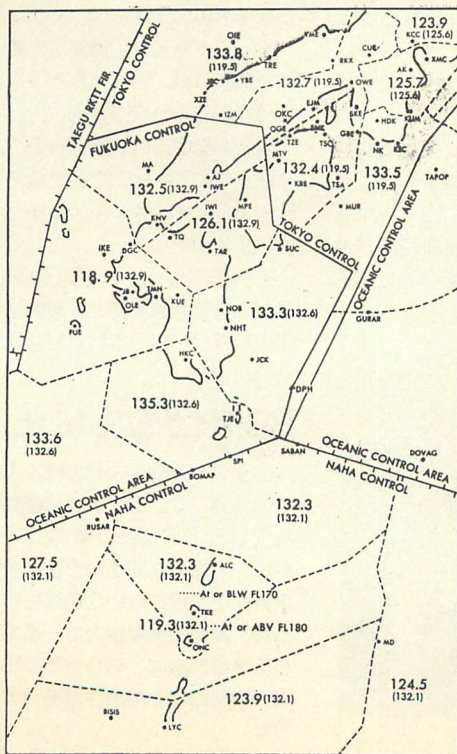 123.9
(125.6)
KCC
133.8
(119.5)
OIE
YME
TRE
CUE
RKX
XMC
AK
125.7
(125.6)
132.7 (119.5)
OWE
JEC
YBE
XZE
IZM
EJM
OKC
OGE
BME
TZE
TSC
SKE
GBE
HDK
KUM
NK
KEC
TAEGU RKTT FIR
TOKYO CONTROL
FUKUOKA CONTROL
MTV
132.4 (119.5)
133.5
(119.5)
TAPOP
MA
AJ
IWE
132.5 (132.9)
KRE
TSA
MPE
MUR
IWI
KNV
126.1 (132.9)
TOKYO CONTROL
OCEANIC CONTROL AREA
IKE
DGC
TQ
TAE
SUC
118.9 (132.9)
JB
OLE
TMN
KUE
NOB
133.3 (132.6)
PUE
NHT
GURAR
HKC
JCK
135.3 (132.6)
DPH
133.6
(132.6)
TJE
SPI
SABAN
BOMAP
DOVAG
OCEANIC CONTROL AREA
NAHA CONTROL
OCEANIC CONTROL AREA
NAHA CONTROL
132.3
(132.1)
RUSAR
127.5
(132.1)
132.3
(132.1)
ALC
At or BLW FL170
TKE
119.3 (132.1) At or ABV FL180
ONC
MD
123.9 (132.1)
124.5
(132.1)
BISIS
LYC